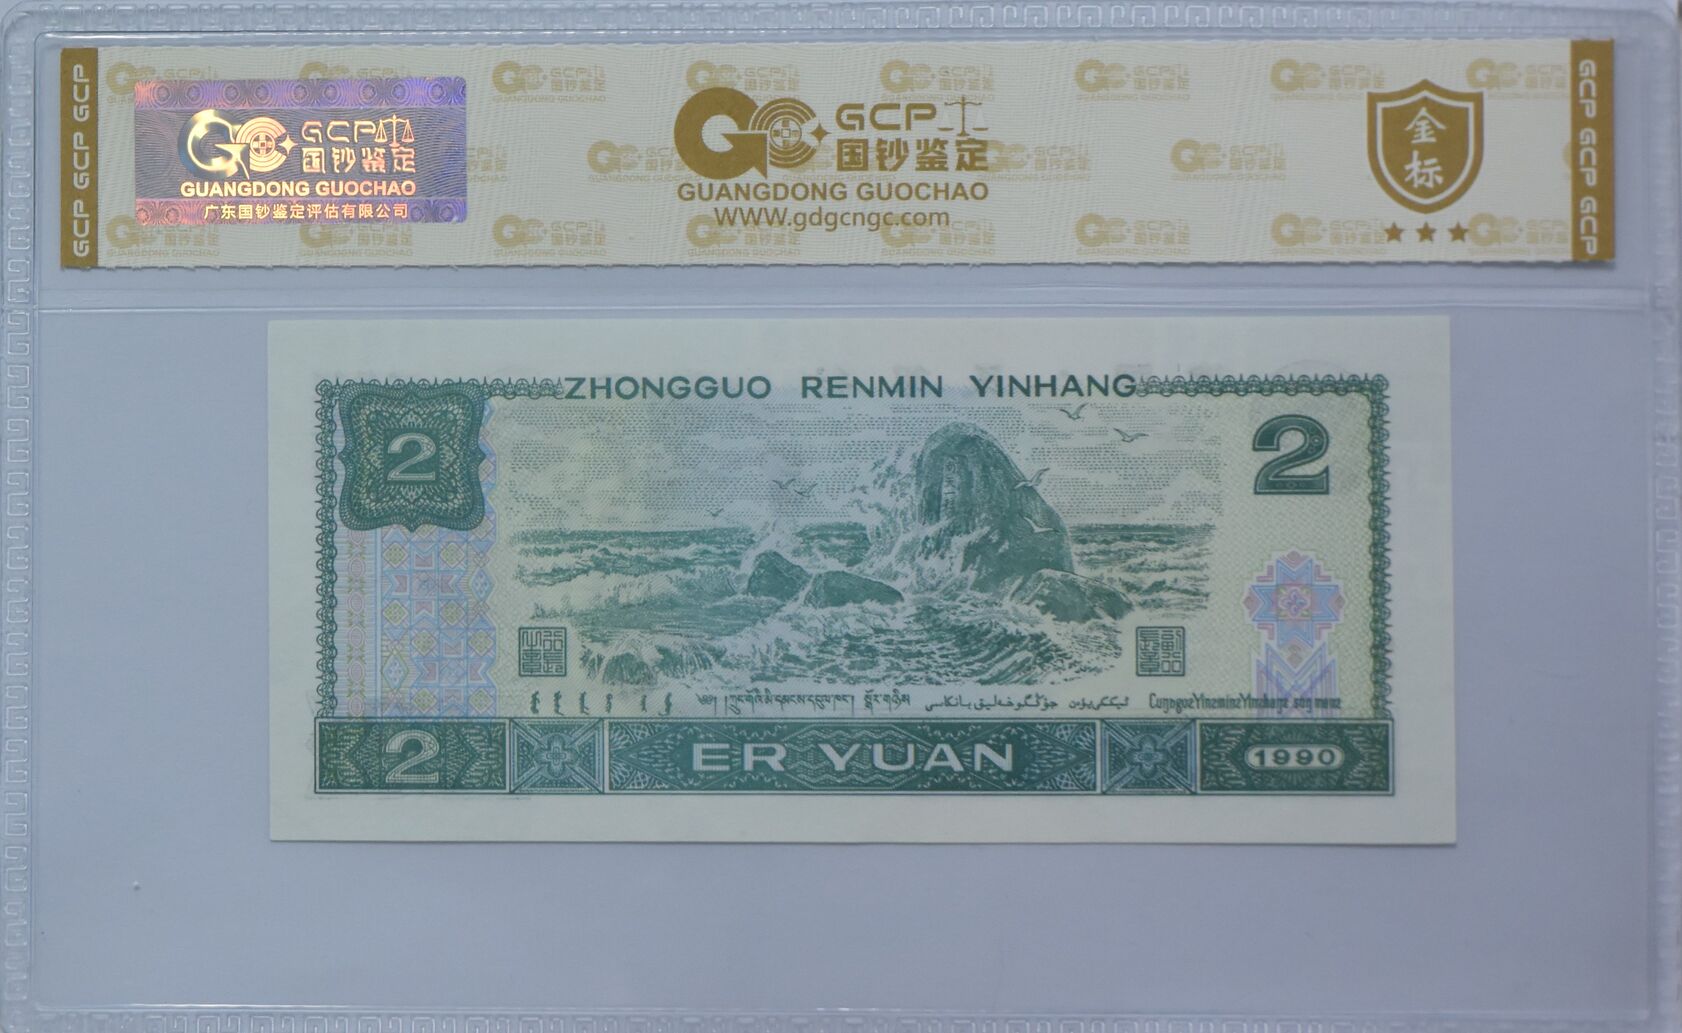 GCP GCP GCP
GCP
国钞鉴定
GUANGDONG GUOCHAO
广东国钞鉴定评估有限公司
GCP
国钞鉴定
GUANGDONG GUOCHAO
WWW.gdgcngc.com
金
标
GCP GCP GCP
ZHONGGUO RENMIN YINHANG
2
2
2
ER YUAN
1990